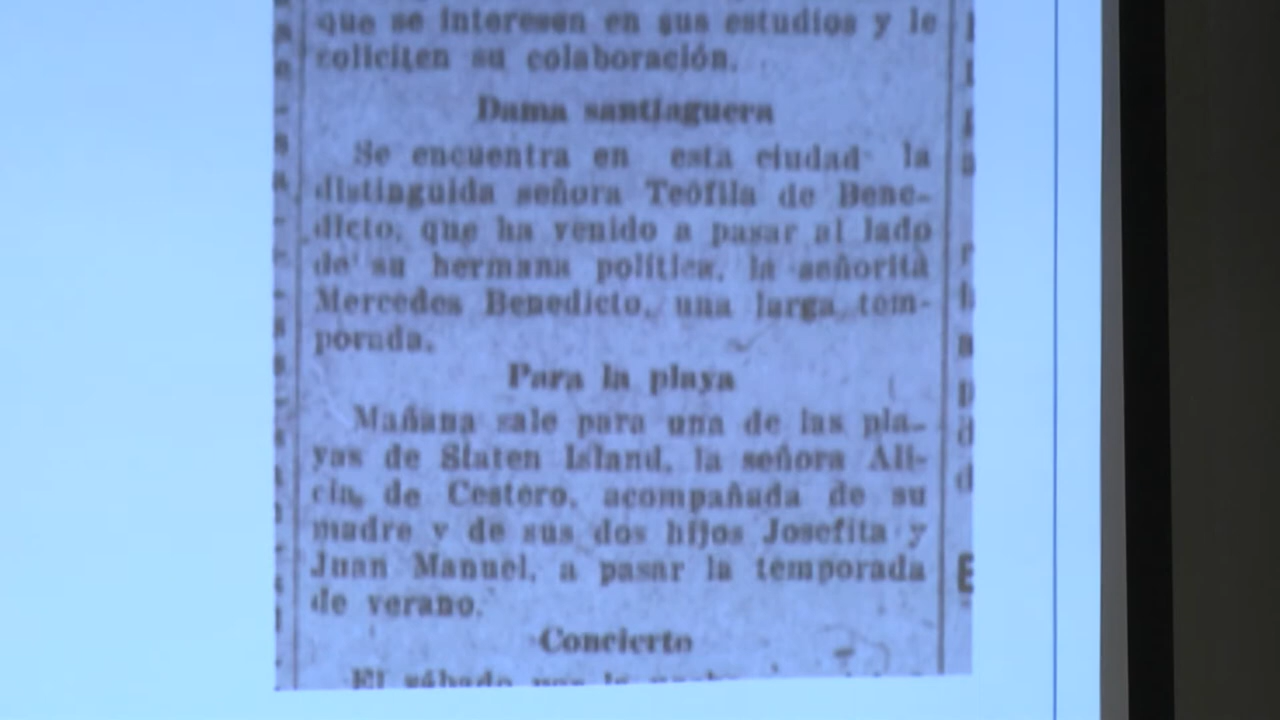 que se interesen en sus estudios y le
soliciten su colaboración.
Dama santiaguera
Se encuentra en esta ciudad la
distinguida señora Teófila de Bene-
dicto, que ha venido a pasar al lado
de su hermana política, la señorita
Mercedes Benedicto, una larga tem-
porada.
Para la playa
Mañana sale para una de las pla-
yas de Staten Island, la señora Ali-
cia de Cestero, acompañada de su
madre y de sus dos hijos Josefita y
Juan Manuel, a pasar la temporada
de verano.
Concierto
El sábado por la